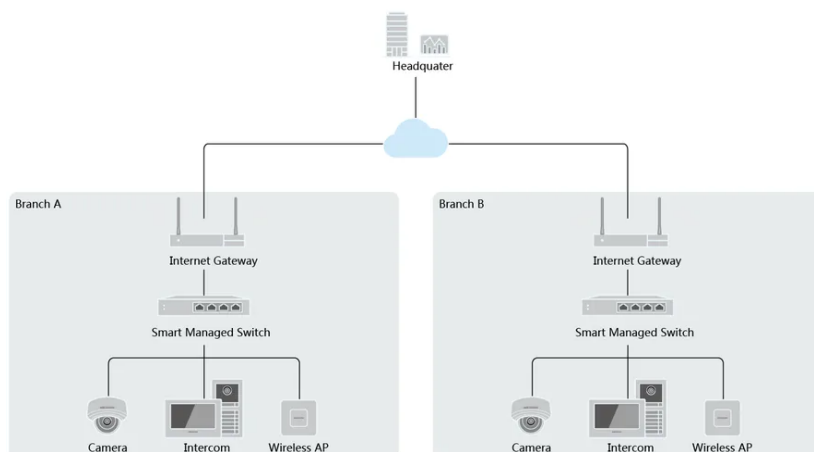 Headquater
Branch A
Branch B
Internet Gateway
Internet Gateway
Smart Managed Switch
Smart Managed Switch
Camera
Intercom
Wireless AP
Camera
Intercom
Wireless AP